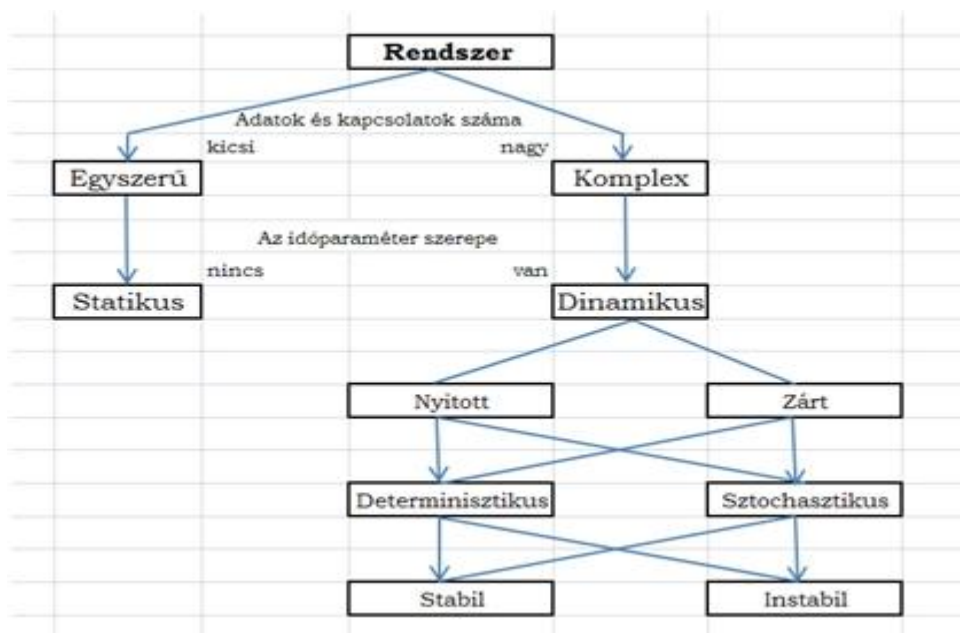 Rendszer
Adatok és kapcsolatok száma
kicsi
nagy
Egyszerű
Komplex
Az időparaméter szerepe
nincs
van
Statikus
Dinamikus
Nyitott
Zárt
Determinisztikus
Sztochasztikus
Stabil
Instabil